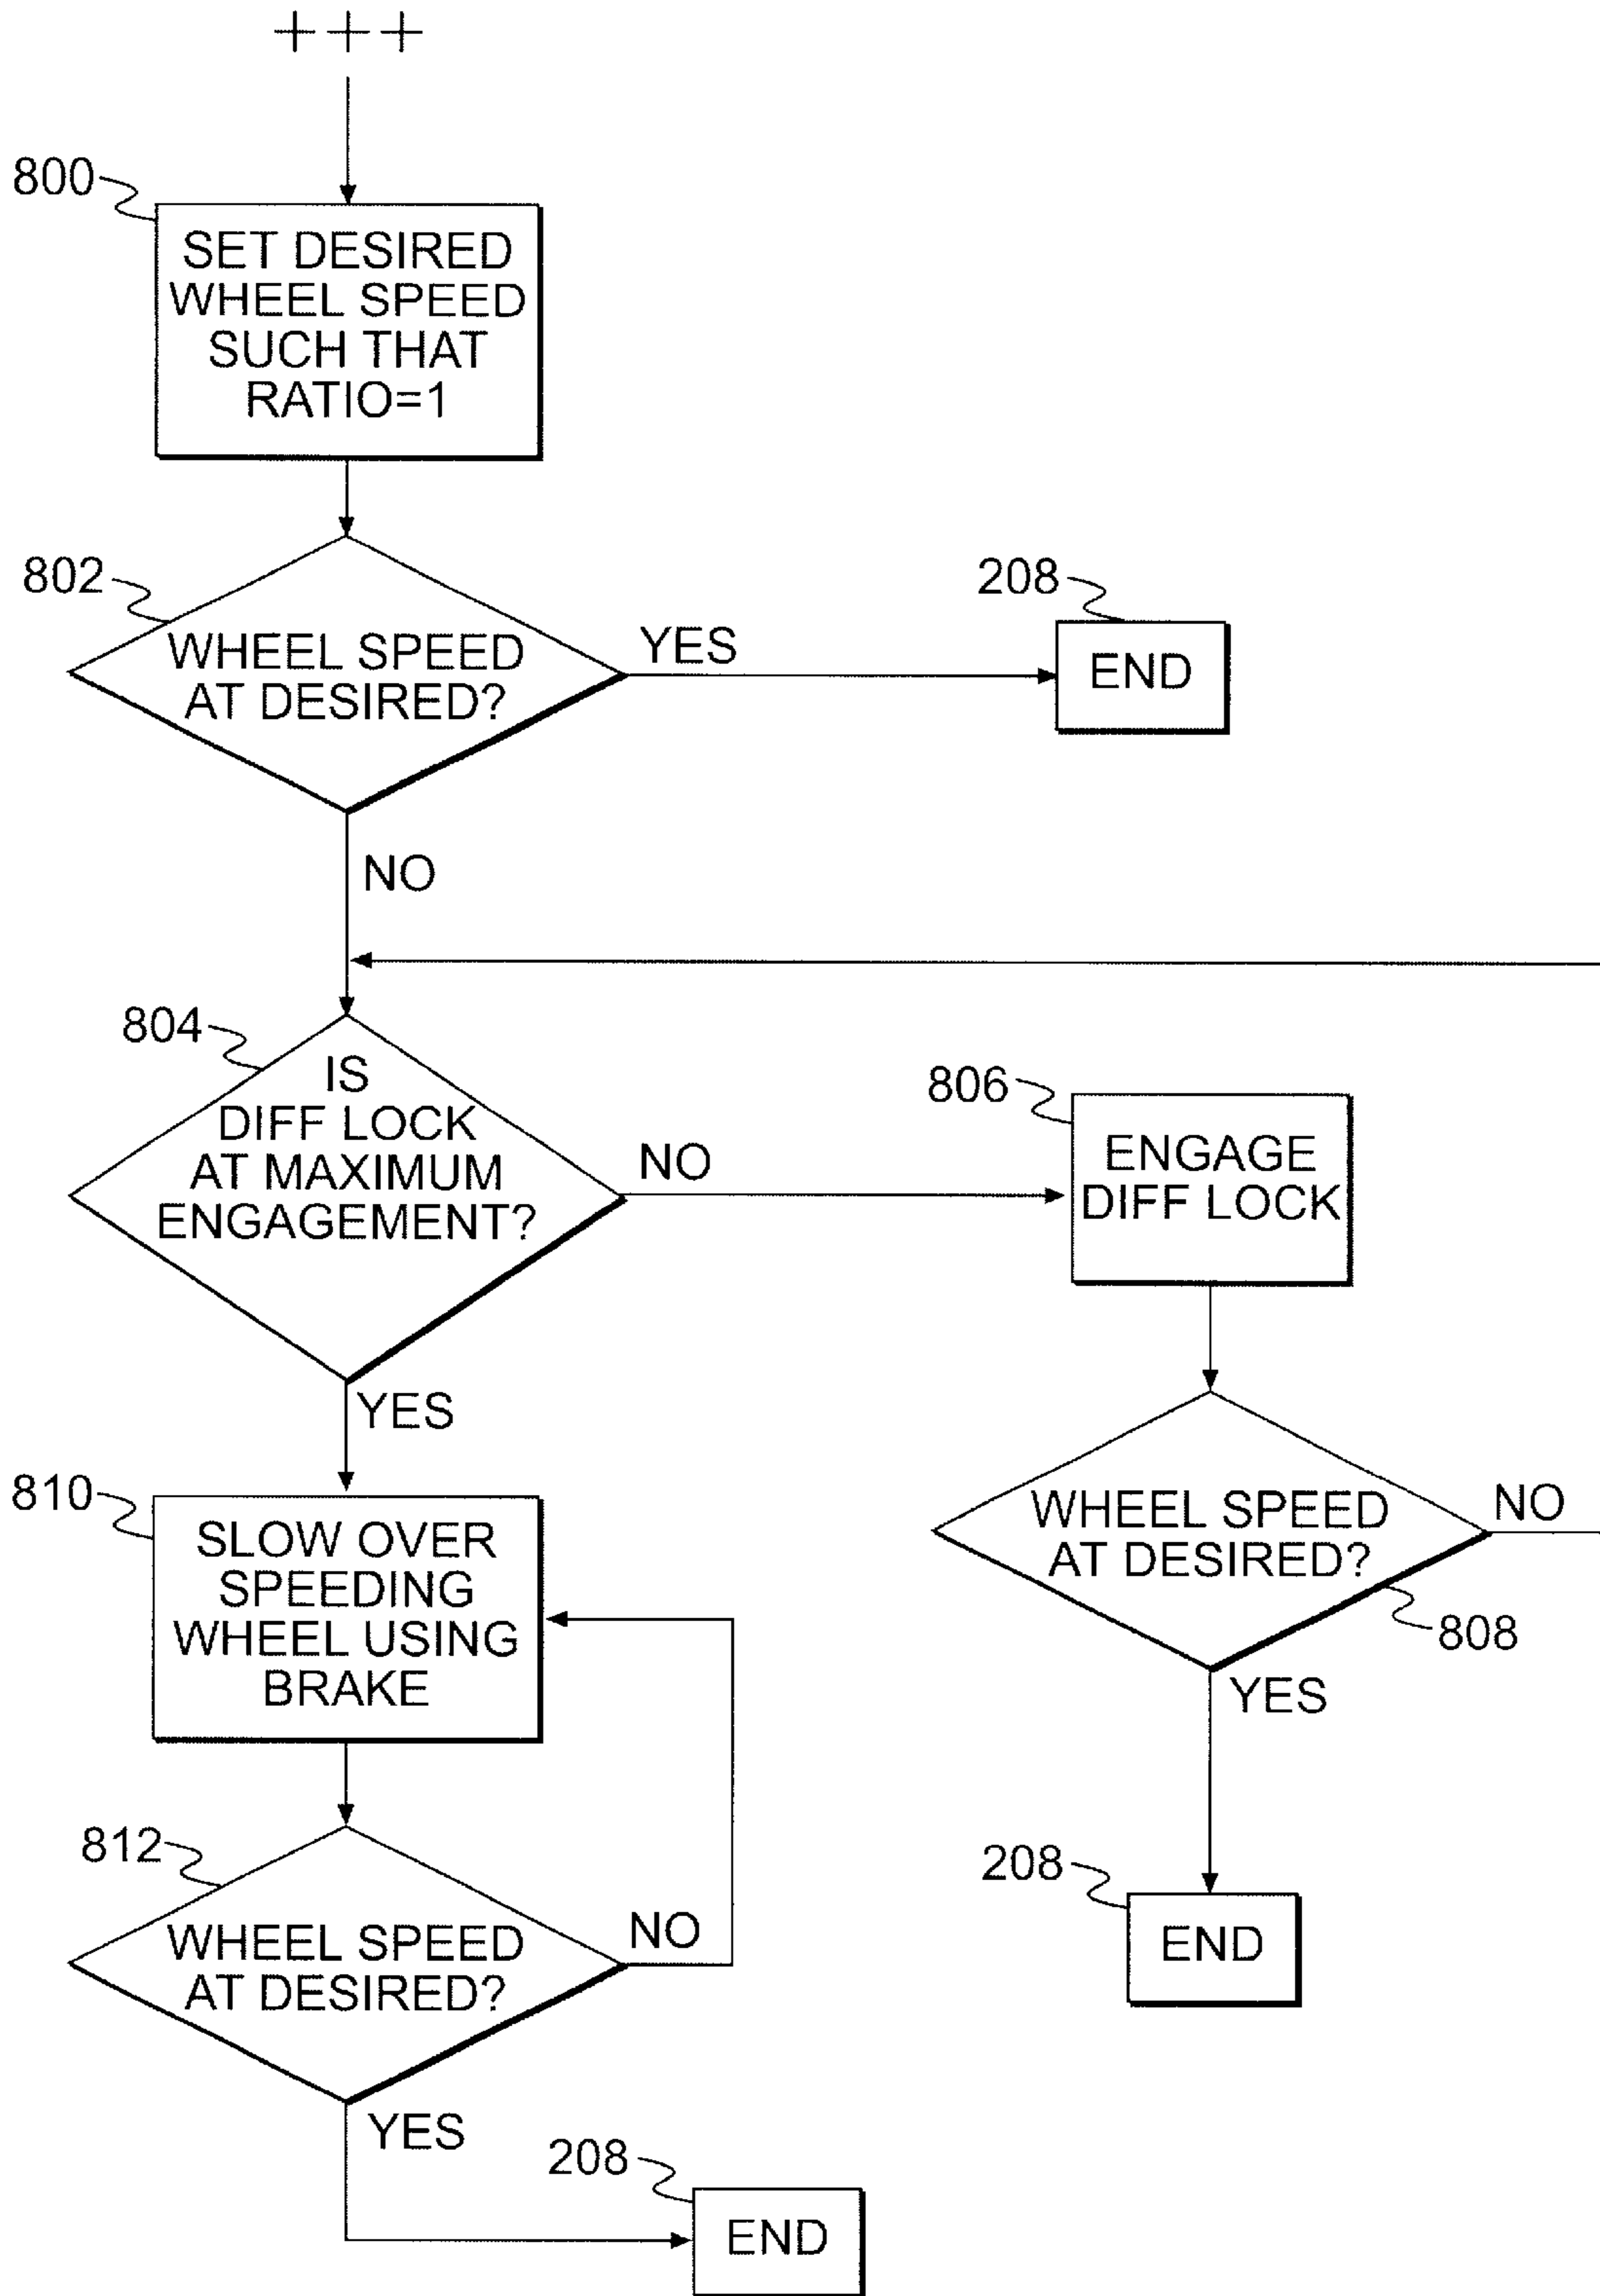 +++
800
SET DESIRED
WHEEL SPEED
SUCH THAT
RATIO=1
802
WHEEL SPEED
AT DESIRED?
YES
208
END
NO
804
IS
DIFF LOCK
AT MAXIMUM
ENGAGEMENT?
NO
806
ENGAGE
DIFF LOCK
YES
810
SLOW OVER
SPEEDING
WHEEL USING
BRAKE
WHEEL SPEED
AT DESIRED?
NO
808
YES
208
END
812
WHEEL SPEED
AT DESIRED?
NO
YES
208
END